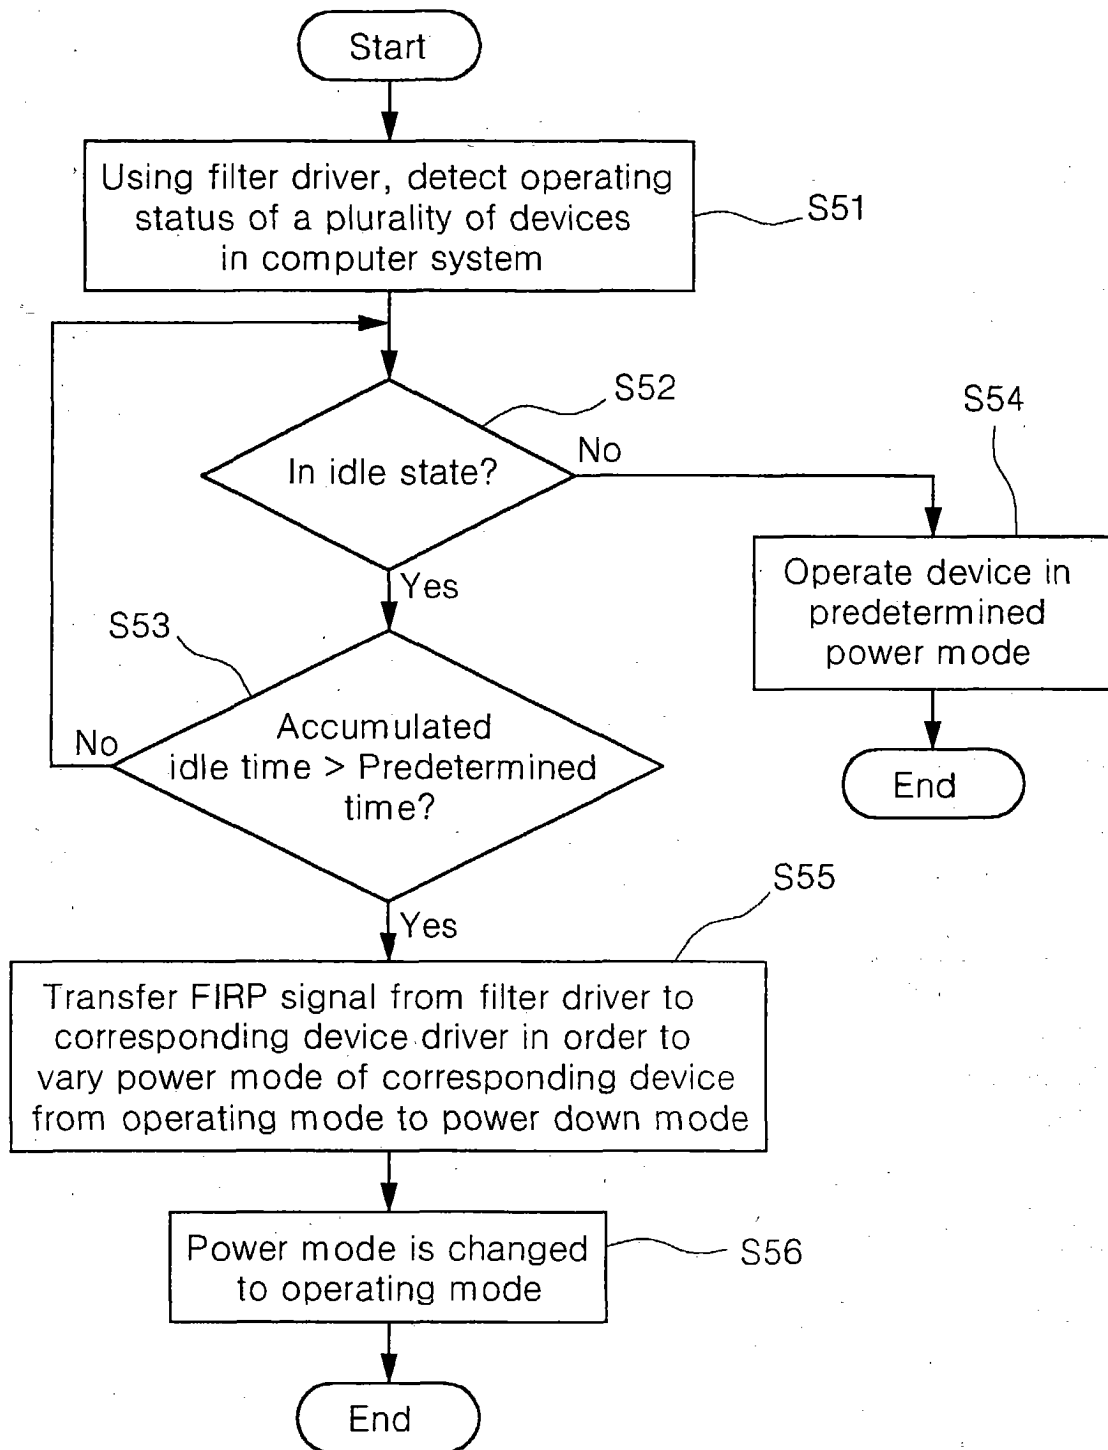 Start
Using filter driver, detect operating
status of a plurality of devices
in computer system
S51
S52
In idle state?
No
Yes
S54
Operate device in
predetermined
power mode
End
S53
Accumulated
idle time > Predetermined
time?
No
Yes
S55
Transfer FIRP signal from filter driver to
corresponding device driver in order to
vary power mode of corresponding device
from operating mode to power down mode
Power mode is changed
to operating mode
S56
End